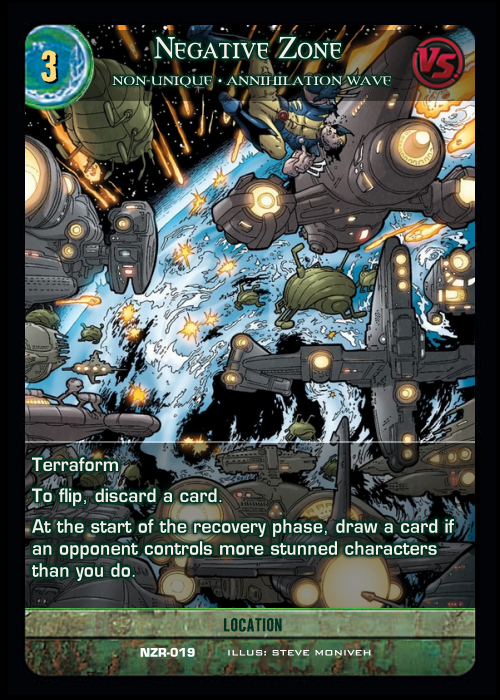 3
NEGATIVE ZONE
VS.
NON-UNIQUE • ANNIHILATION WAVE
Terraform
To flip, discard a card.
At the start of the recovery phase, draw a card if
an opponent controls more stunned characters
than you do.
LOCATION
NZR-019 ILLUS: STEVE MONIVEH